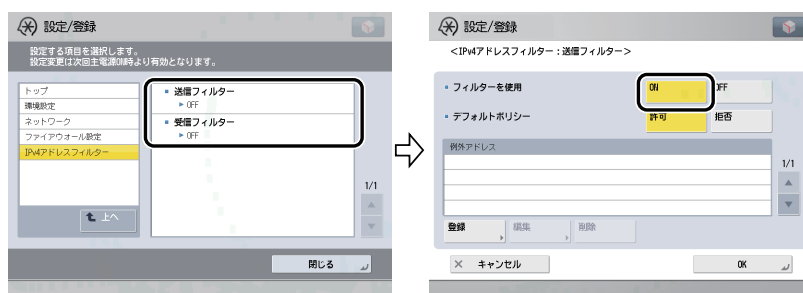 設定/登録
設定する項目を選択します。
設定変更は次回主電源ON時より有効となります。
トップ
環境設定
ネットワーク
ファイアウォール設定
IPv4アドレスフィルター
上へ
送信フィルター
OFF
受信フィルター
OFF
1/1
閉じる
設定/登録
<IPv4アドレスフィルター：送信フィルター>
フィルターを使用
ON
OFF
デフォルトポリシー
許可
拒否
例外アドレス
1/1
登録
編集
削除
キャンセル
OK